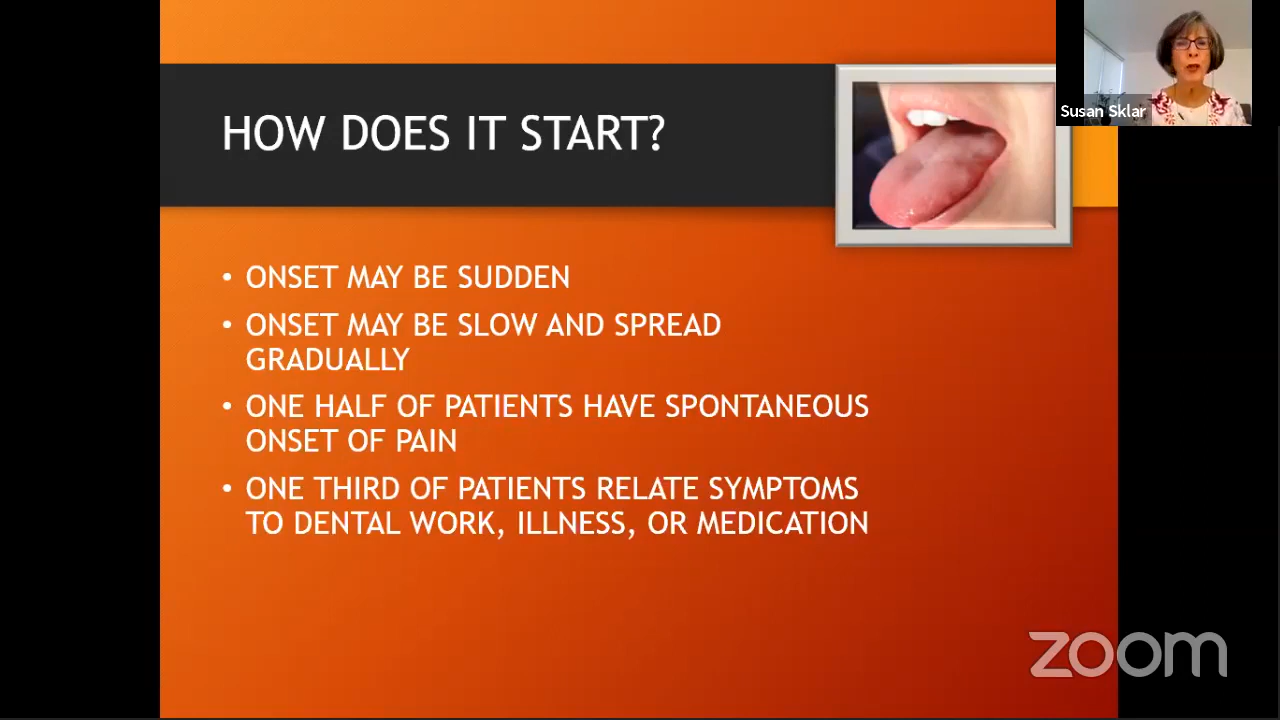 HOW DOES IT START?
Susan Sklar
• ONSET MAY BE SUDDEN
• ONSET MAY BE SLOW AND SPREAD
GRADUALLY
• ONE HALF OF PATIENTS HAVE SPONTANEOUS
ONSET OF PAIN
• ONE THIRD OF PATIENTS RELATE SYMPTOMS
TO DENTAL WORK, ILLNESS, OR MEDICATION
zoom